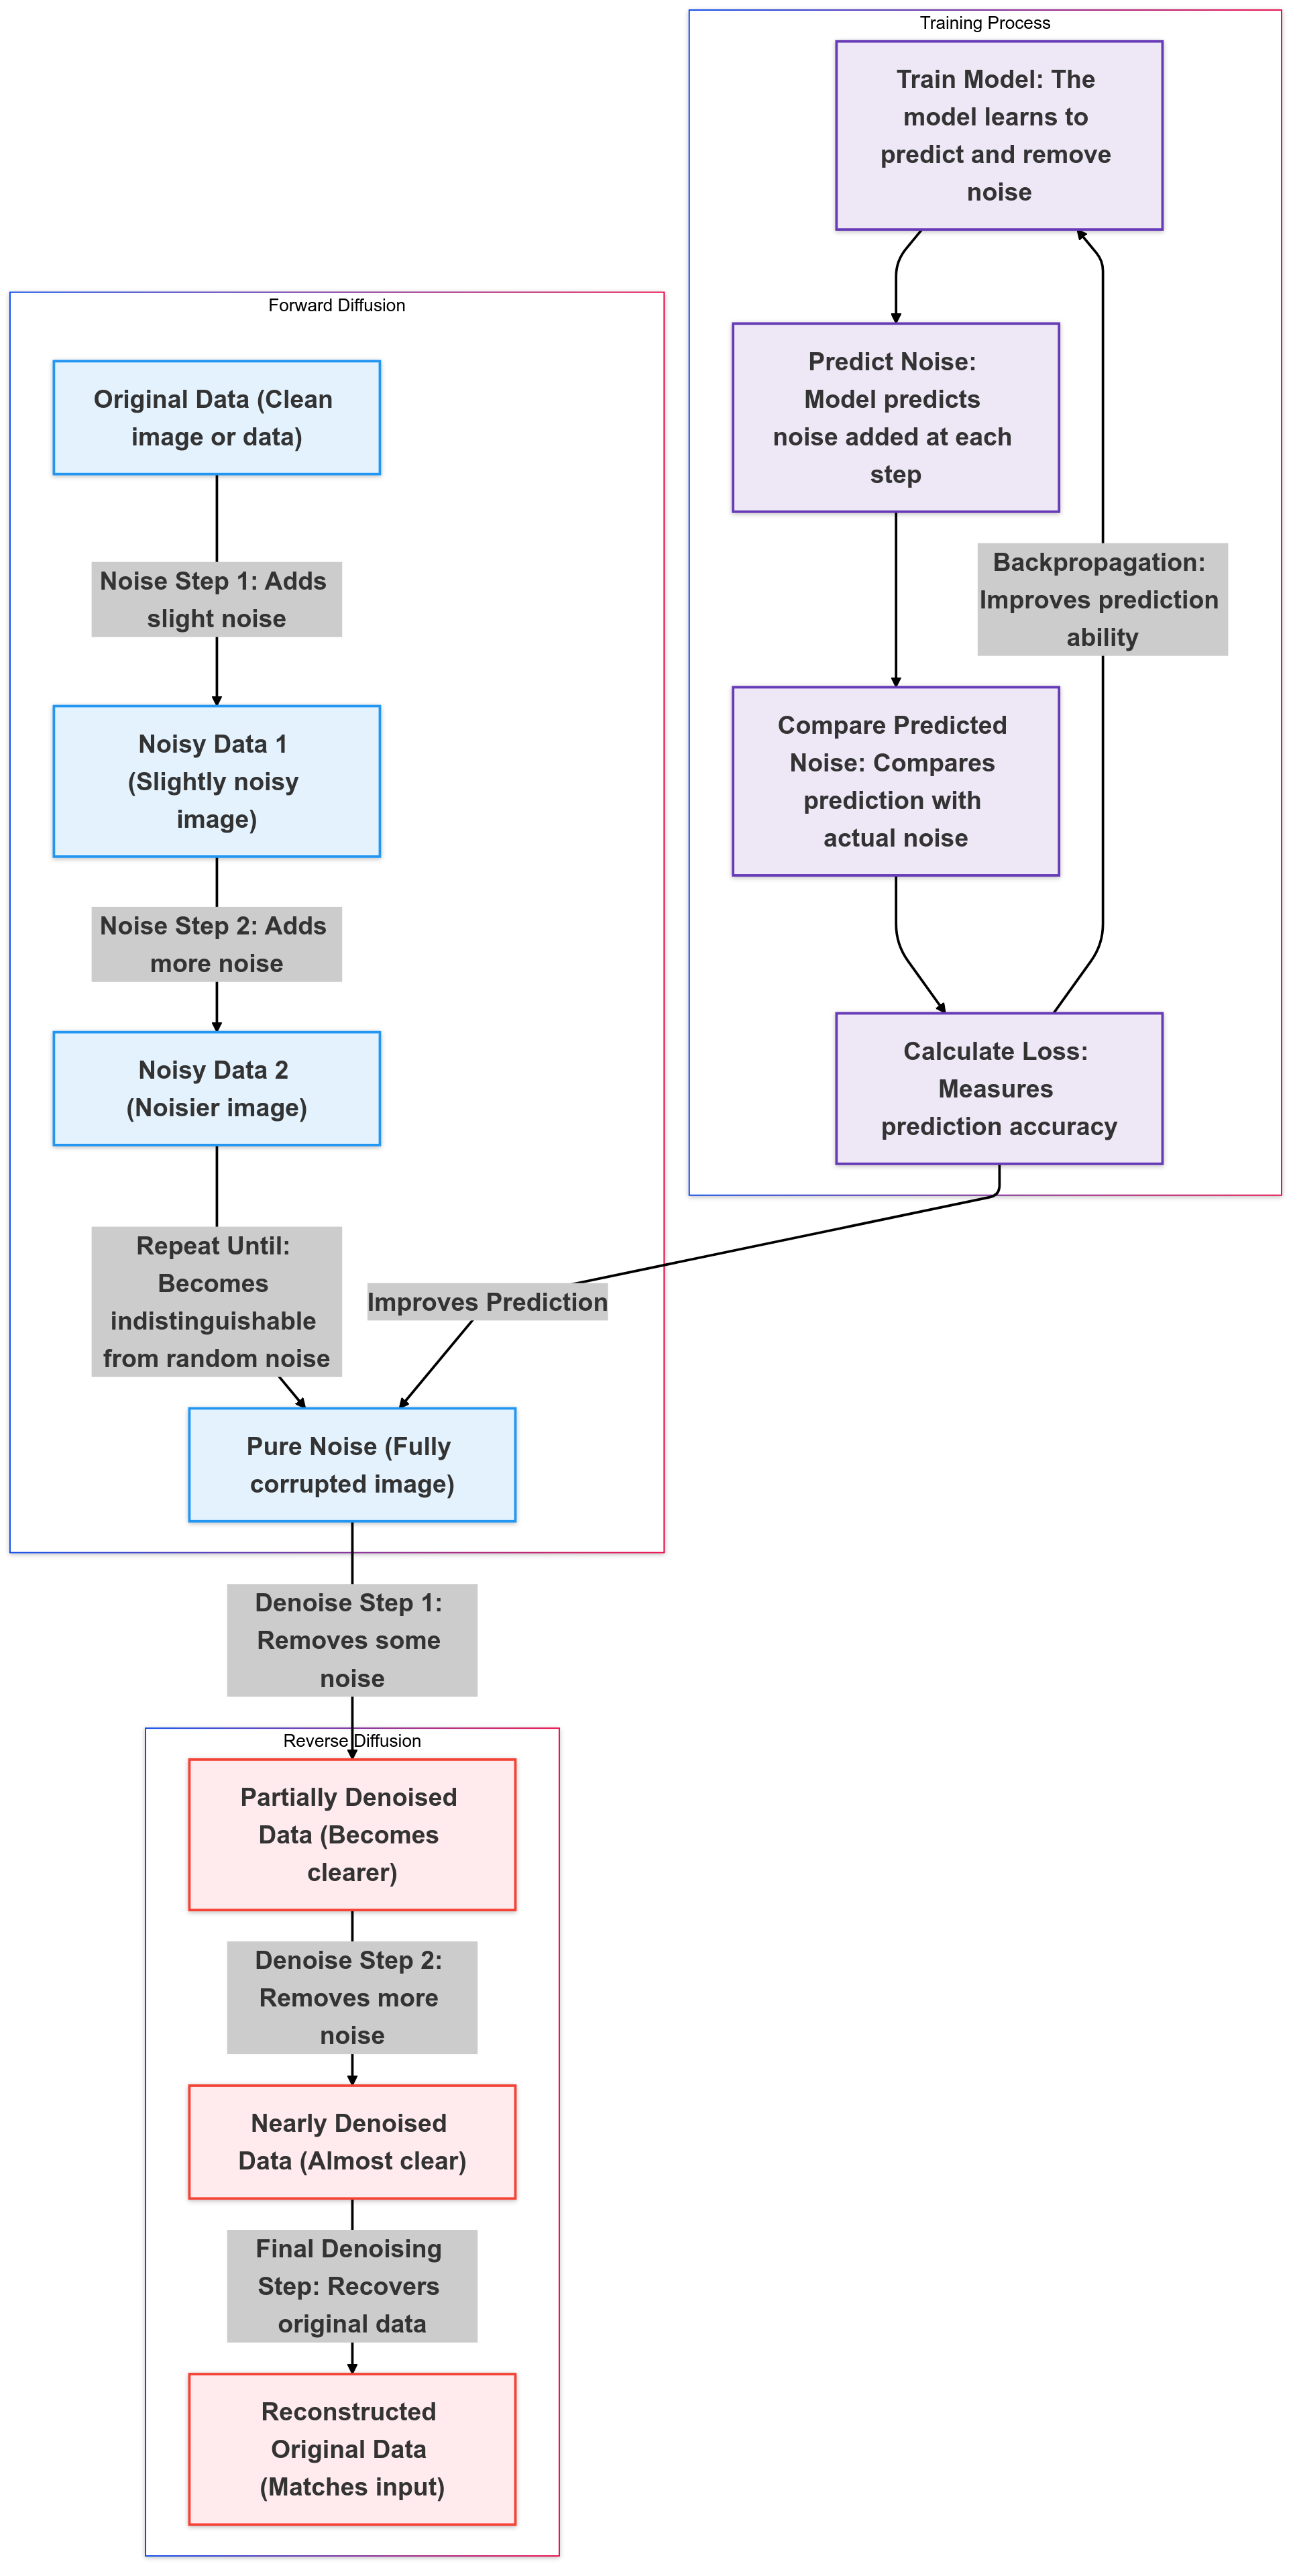 Training Process
Train Model: The
model learns to
predict and remove
noise
Predict Noise:
Model predicts
noise added at each
step
Backpropagation:
Improves prediction
ability
Compare Predicted
Noise: Compares
prediction with
actual noise
Calculate Loss:
Measures
prediction accuracy
Forward Diffusion
Original Data (Clean
image or data)
Noise Step 1: Adds
slight noise
Noisy Data 1
(Slightly noisy
image)
Noise Step 2: Adds
more noise
Noisy Data 2
(Noisier image)
Repeat Until:
Becomes
indistinguishable
from random noise
Improves Prediction
Pure Noise (Fully
corrupted image)
Denoise Step 1:
Removes some
noise
Reverse Diffusion
Partially Denoised
Data (Becomes
clearer)
Denoise Step 2:
Removes more
noise
Nearly Denoised
Data (Almost clear)
Final Denoising
Step: Recovers
original data
Reconstructed
Original Data
(Matches input)